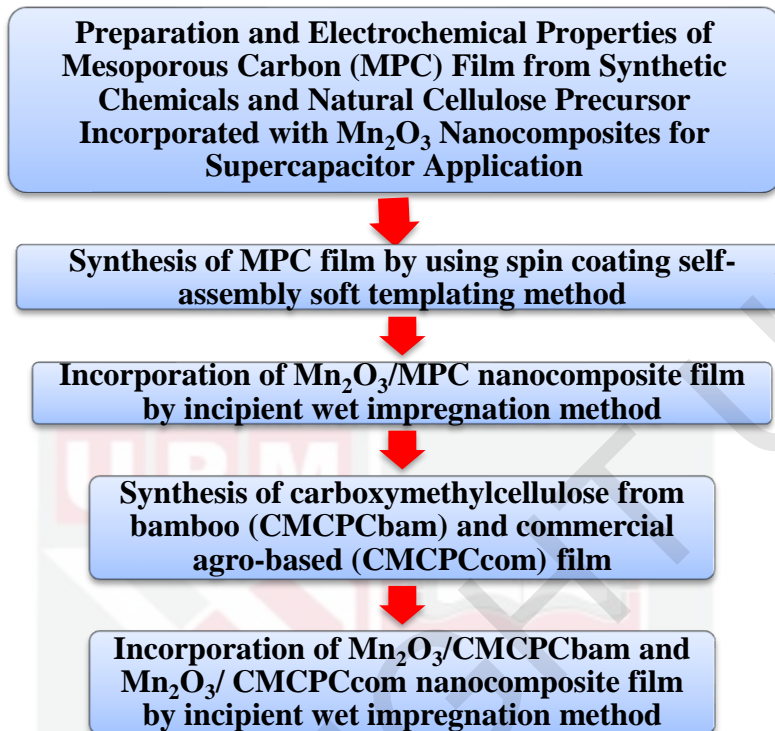 Preparation and Electrochemical Properties of
Mesoporous Carbon (MPC) Film from Synthetic
Chemicals and Natural Cellulose Precursor
Incorporated with Mn₂O₃ Nanocomposites for
Supercapacitor Application
Synthesis of MPC film by using spin coating self-
assembly soft templating method
Incorporation of Mn₂O₃/MPC nanocomposite film
by incipient wet impregnation method
UPM
Synthesis of carboxymethylcellulose from
bamboo (CMCPCbam) and commercial
agro-based (CMCPCcom) film
Incorporation of Mn₂O₃/CMCPCbam and
Mn₂O₃/ CMCPCcom nanocomposite film
by incipient wet impregnation method